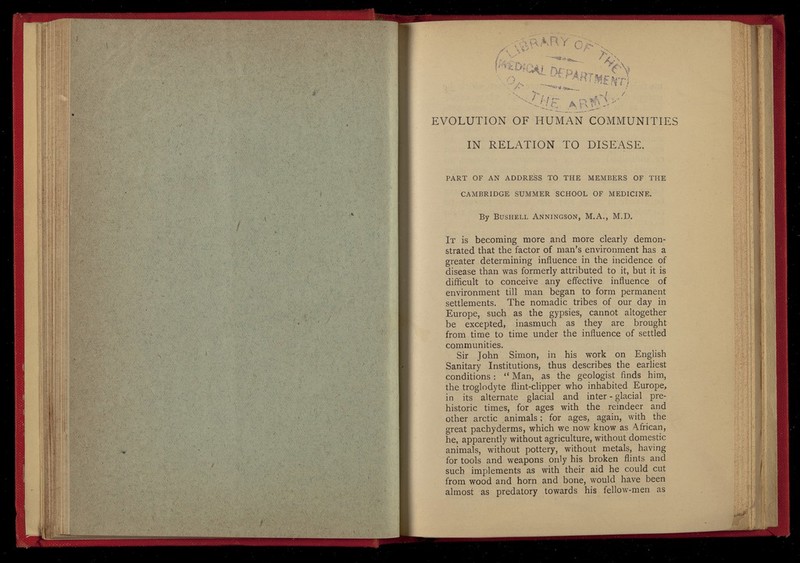 LIBRARY OF THE
MEDICAL DEPARTMENT
OF THE ARMY
EVOLUTION OF HUMAN COMMUNITIES
IN RELATION TO DISEASE.
PART OF AN ADDRESS TO THE MEMBERS OF THE
CAMBRIDGE SUMMER SCHOOL OF MEDICINE.
By Bushell Anningson, M.A., M.D.
It is becoming more and more clearly demon-
strated that the factor of man's environment has a
greater determining influence in the incidence of
disease than was formerly attributed to it, but it is
difficult to conceive any effective influence of
environment till man began to form permanent
settlements. The nomadic tribes of our day in
Europe, such as the gypsies, cannot altogether
be excepted, inasmuch as they are brought
from time to time under the influence of settled
communities.
Sir John Simon, in his work on English
Sanitary Institutions, thus describes the earliest
conditions : " Man, as the geologist finds him,
the troglodyte flint-clipper who inhabited Europe,
in its alternate glacial and inter-glacial pre-
historic times, for ages with the reindeer and
other arctic animals ; for ages, again, with the
great pachyderms, which we now know as African,
he, apparently without agriculture, without domestic
animals, without pottery, without metals, having
for tools and weapons only his broken flints and
such implements as with their aid he could cut
from wood and horn and bone, would have been
almost as predatory towards his fellow-men as